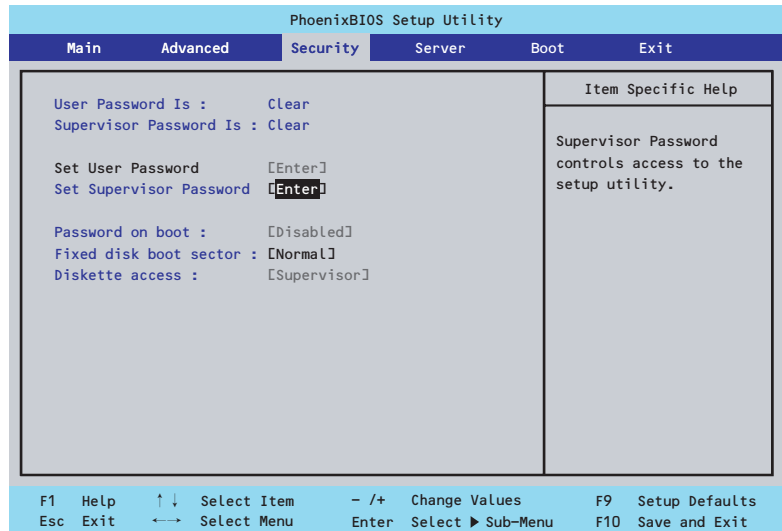 PhoenixBIOS Setup Utility
Main Advanced Security Server Boot Exit
User Password Is : Clear
Supervisor Password Is : Clear
Set User Password [Enter]
Set Supervisor Password [Enter]
Password on boot : [Disabled]
Fixed disk boot sector : [Normal]
Diskette access : [Supervisor]
Item Specific Help
Supervisor Password
controls access to the
setup utility.
F1 Help ↑↓ Select Item − /+ Change Values F9 Setup Defaults
Esc Exit ←→ Select Menu Enter Select ▶ Sub−Menu F10 Save and Exit